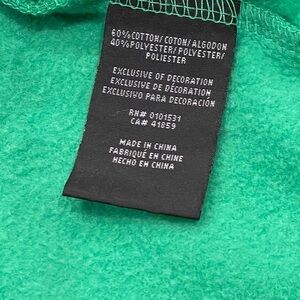 60%COTTON/COTON/ALGODON
40%POLYESTER/POLYESTER/
POLIESTER
EXCLUSIVE OF DECORATION
EXCLUSIVE DE DÉCORATION
EXCLUSIVO PARA DECORACIÓN
RN# 0101531
CA# 41859
MADE IN CHINA
FABRIQUÉ EN CHINE
HECHO EN CHINA